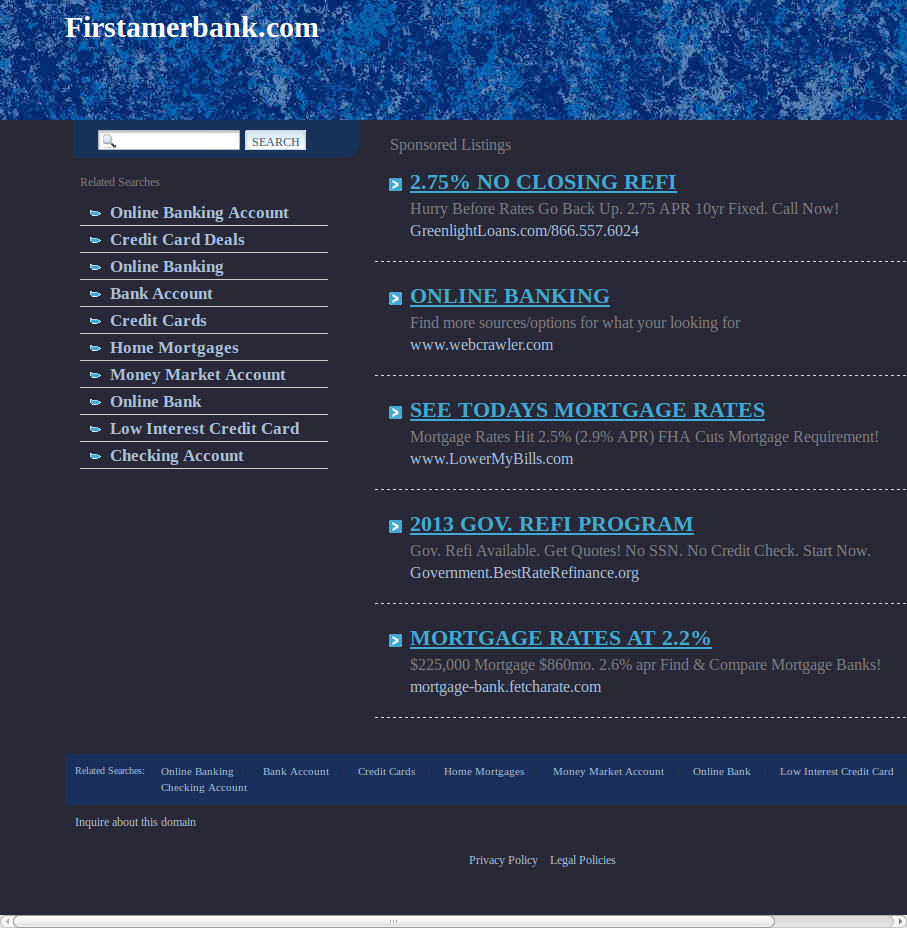 Firstamerbank.com
SEARCH
Related Searches
Online Banking Account
Credit Card Deals
Online Banking
Bank Account
Credit Cards
Home Mortgages
Money Market Account
Online Bank
Low Interest Credit Card
Checking Account
Sponsored Listings
2.75% NO CLOSING REFI
Hurry Before Rates Go Back Up. 2.75 APR 10yr Fixed. Call Now!
GreenlightLoans.com/866.557.6024
ONLINE BANKING
Find more sources/options for what your looking for
www.webcrawler.com
SEE TODAYS MORTGAGE RATES
Mortgage Rates Hit 2.5% (2.9% APR) FHA Cuts Mortgage Requirement!
www.LowerMyBills.com
2013 GOV. REFI PROGRAM
Gov. Refi Available. Get Quotes! No SSN. No Credit Check. Start Now.
Government.BestRateRefinance.org
MORTGAGE RATES AT 2.2%
$225,000 Mortgage $860mo. 2.6% apr Find & Compare Mortgage Banks!
mortgage-bank.fetcharate.com
Related Searches: Online Banking Bank Account Credit Cards Home Mortgages Money Market Account Online Bank Low Interest Credit Card
Checking Account
Inquire about this domain
Privacy Policy Legal Policies